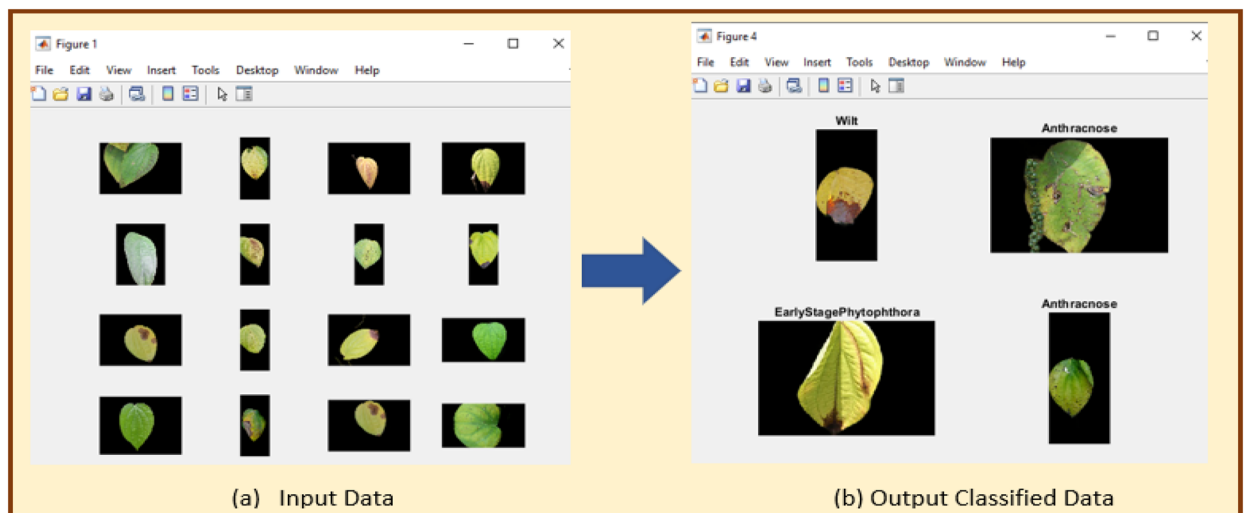 Figure 1
File Edit View Insert Tools Desktop Window Help
Figure 4
File Edit View Insert Tools Desktop Window Help
Wilt
Anthracnose
EarlyStagePhytophthora
Anthracnose
(a) Input Data
(b) Output Classified Data